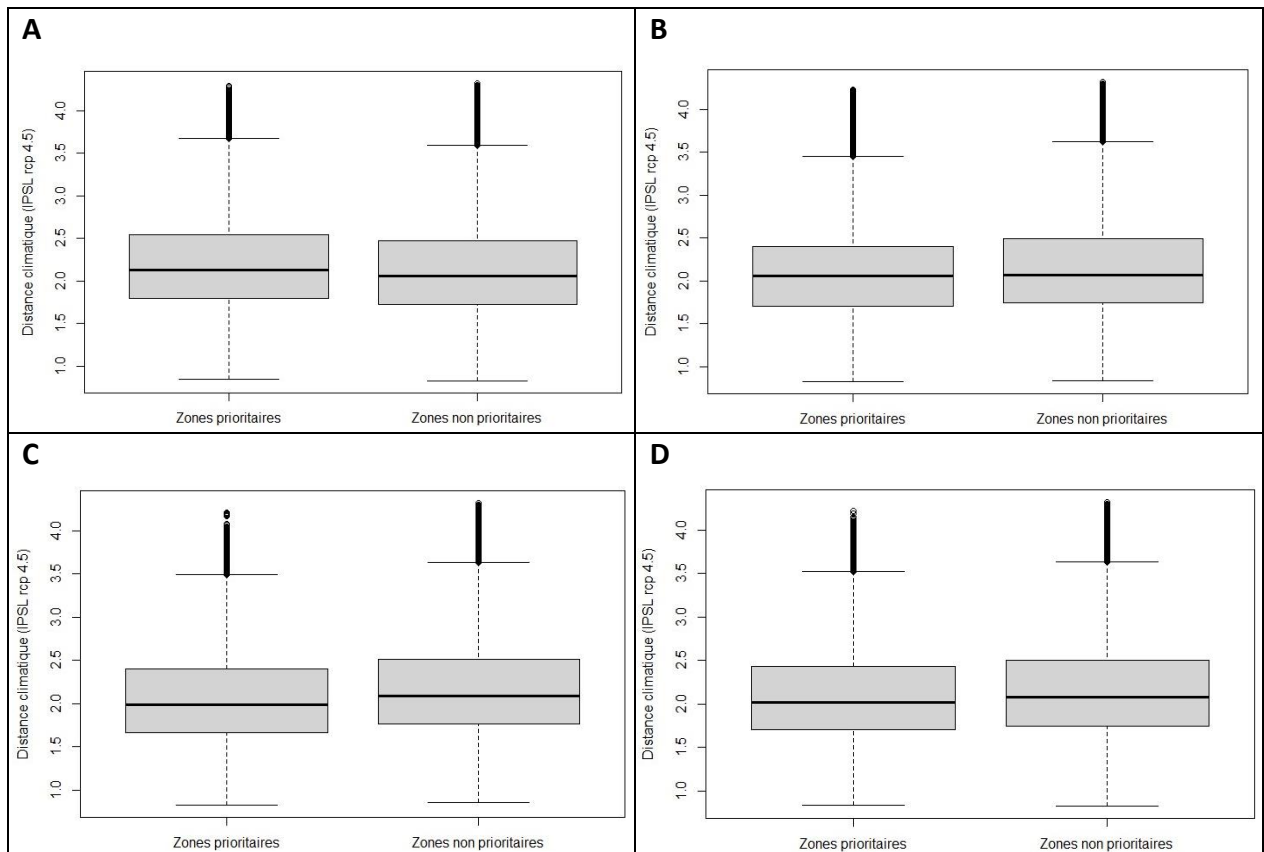 A
Distance climatique (IPSL rcp 4.5)
4.0
3.5
3.0
2.5
2.0
1.5
1.0
Zones prioritaires
Zones non prioritaires
B
Distance climatique (IPSL rcp 4.5)
4.0
3.5
3.0
2.5
2.0
1.5
1.0
Zones prioritaires
Zones non prioritaires
C
Distance climatique (IPSL rcp 4.5)
4.0
3.5
3.0
2.5
2.0
1.5
1.0
Zones prioritaires
Zones non prioritaires
D
Distance climatique (IPSL rcp 4.5)
4.0
3.5
3.0
2.5
2.0
1.5
1.0
Zones prioritaires
Zones non prioritaires